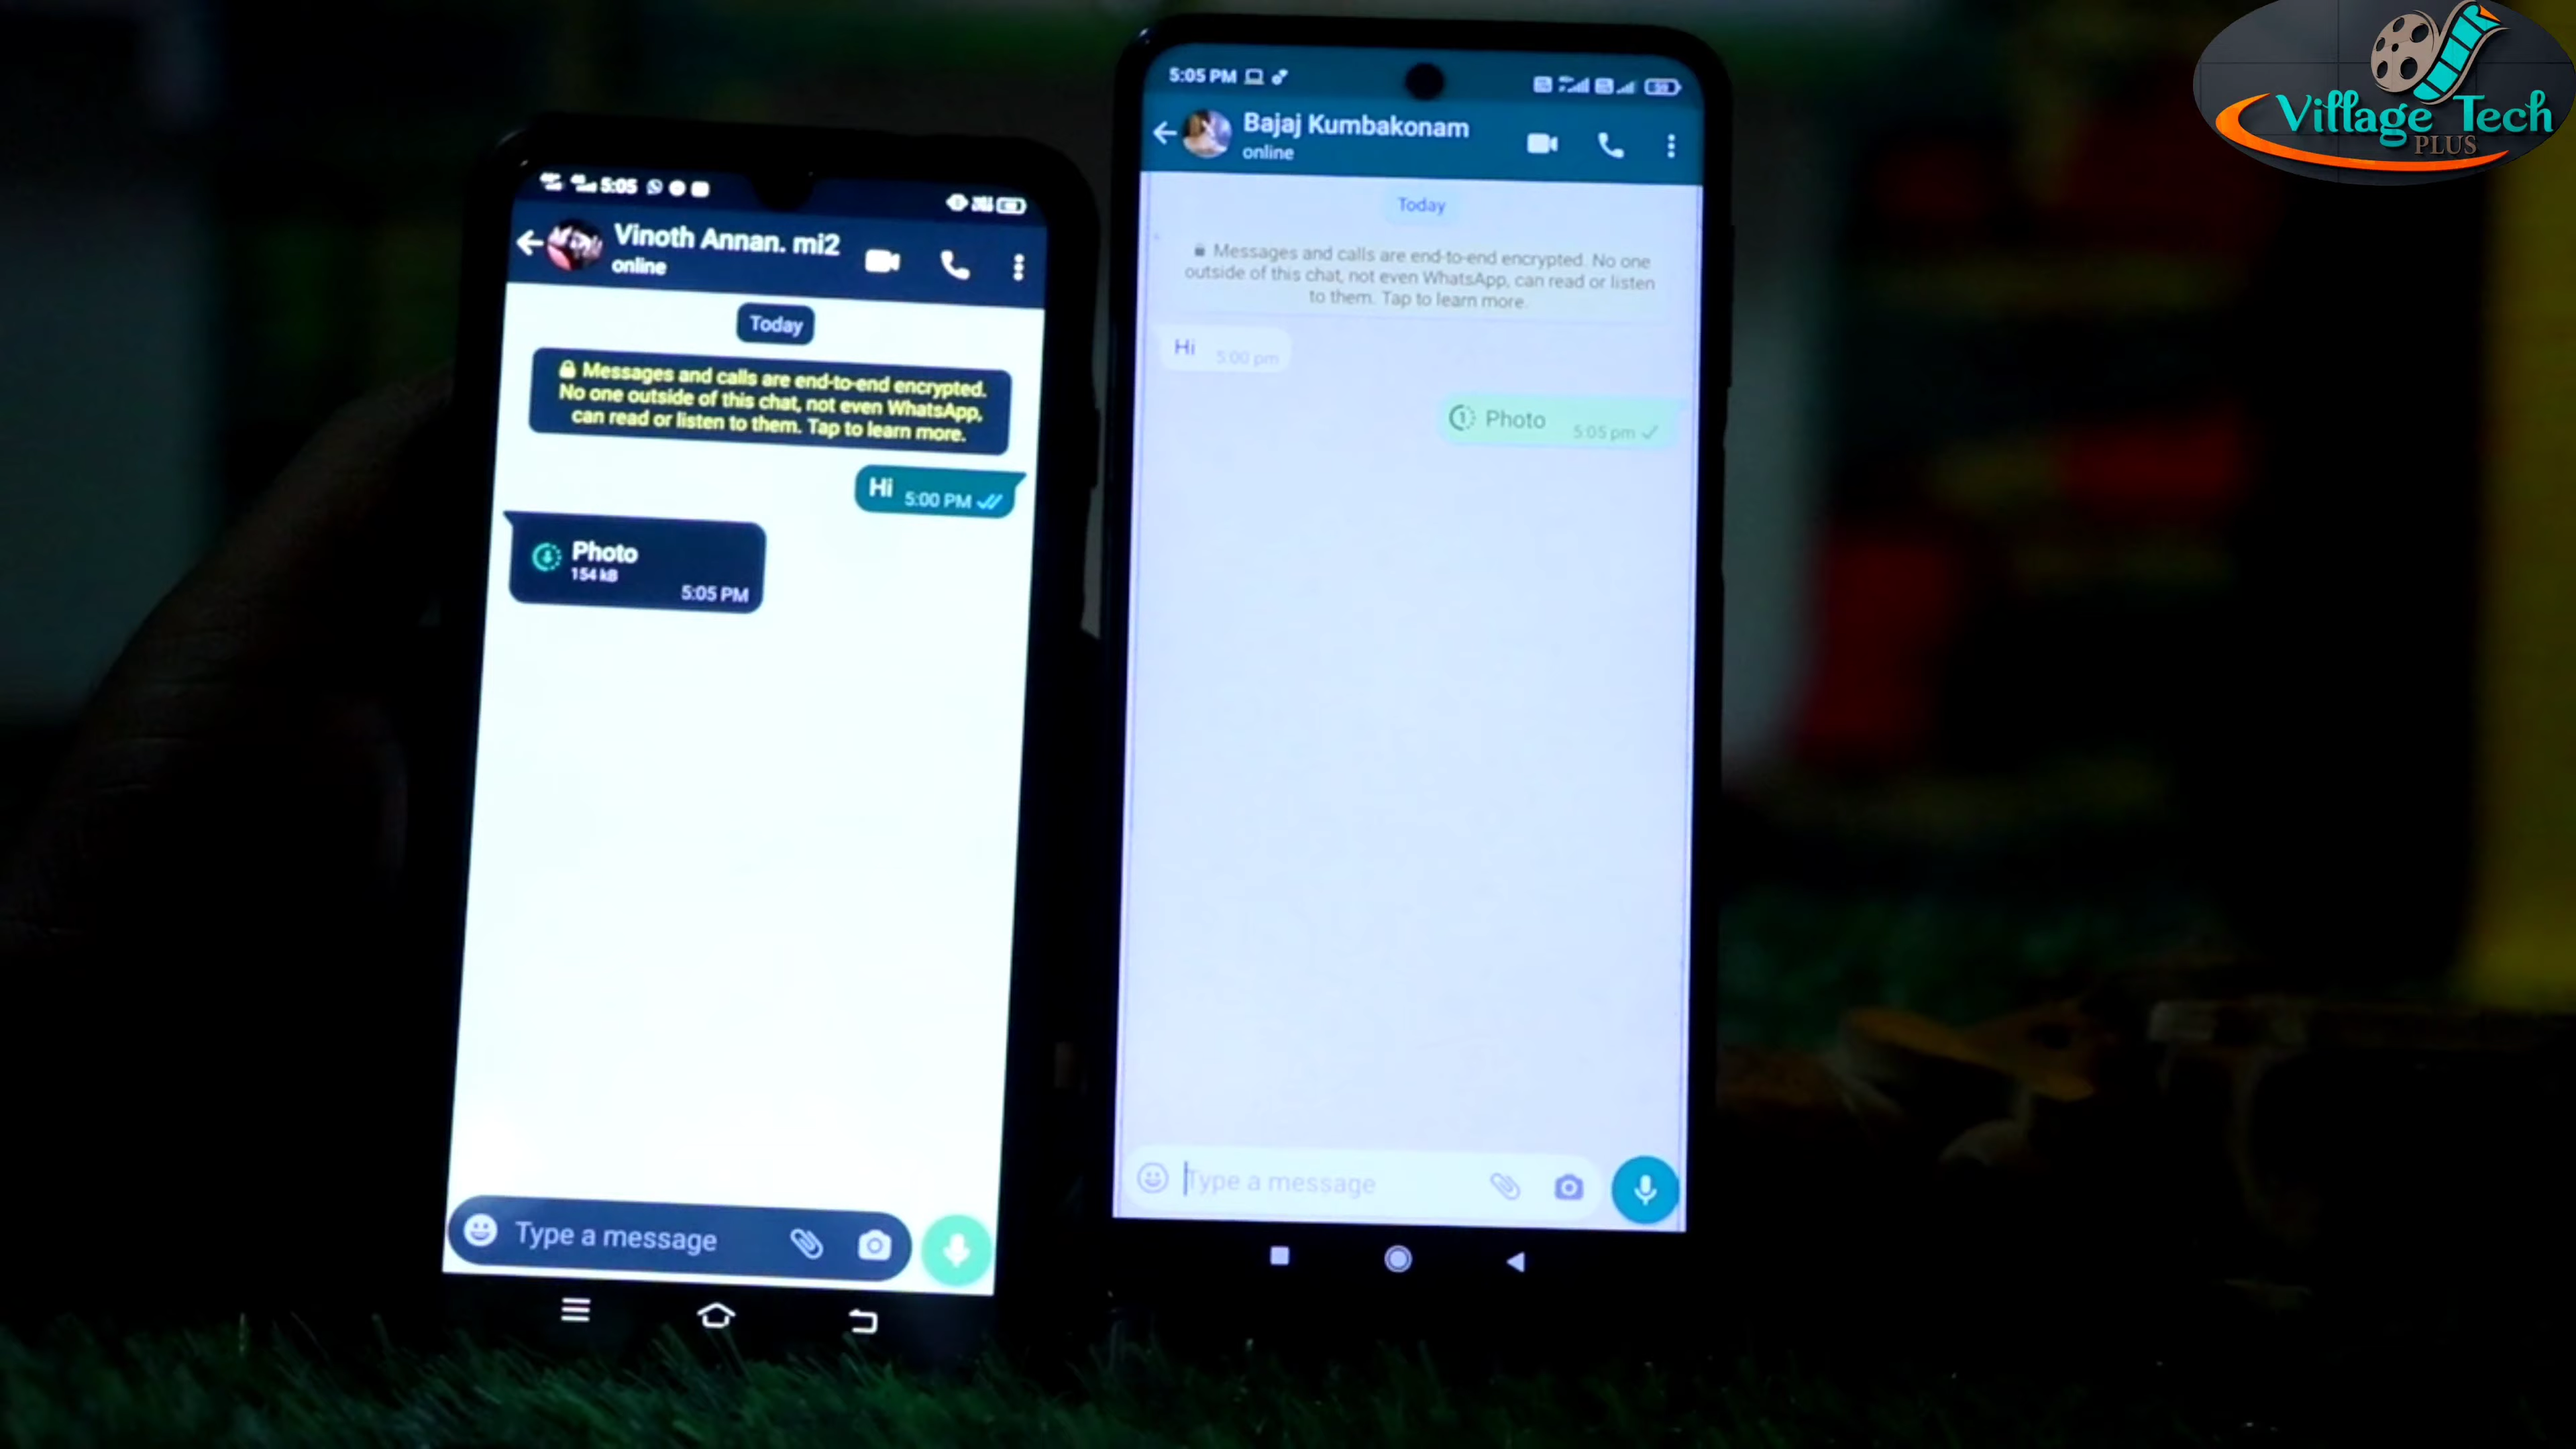 5:05
Vinoth Annan. mi2
online
Today
Messages and calls are end-to-end encrypted.
No one outside of this chat, not even WhatsApp,
can read or listen to them. Tap to learn more.
Hi 5:00 PM
Photo
154 kB
5:05 PM
Type a message
5:05 PM
Bajaj Kumbakonam
online
Today
Messages and calls are end-to-end encrypted. No one
outside of this chat, not even WhatsApp, can read or listen
to them. Tap to learn more.
Hi 5:00 pm
1 Photo 5:05 pm
Type a message
Village Tech
PLUS